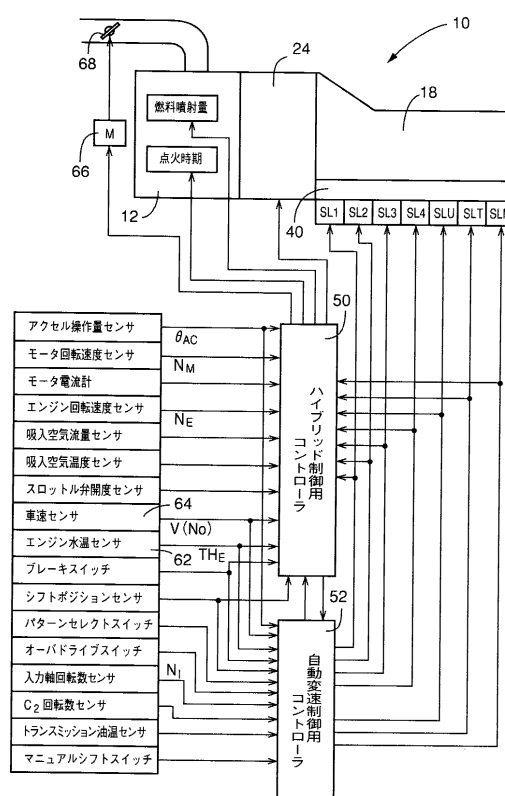 10
24
18
68
燃料噴射量
M
66
点火時期
12
40
SL1 SL2 SL3 SL4 SLU SLT
50
アクセル操作量センサ
θAC
モータ回転速度センサ
NM
モータ電流計
エンジン回転速度センサ
NE
吸入空気流量センサ
吸入空気温度センサ
スロットル弁開度センサ
64
車速センサ
V(No)
エンジン水温センサ
62
THE
ブレーキスイッチ
シフトポジションセンサ
パターンセレクトスイッチ
オーバドライブスイッチ
入力軸回転数センサ
NI
C2回転数センサ
トランスミッション油温センサ
マニュアルシフトスイッチ
ハイブリッド制御用
コントローラ
52
自動変速制御用
コントローラ